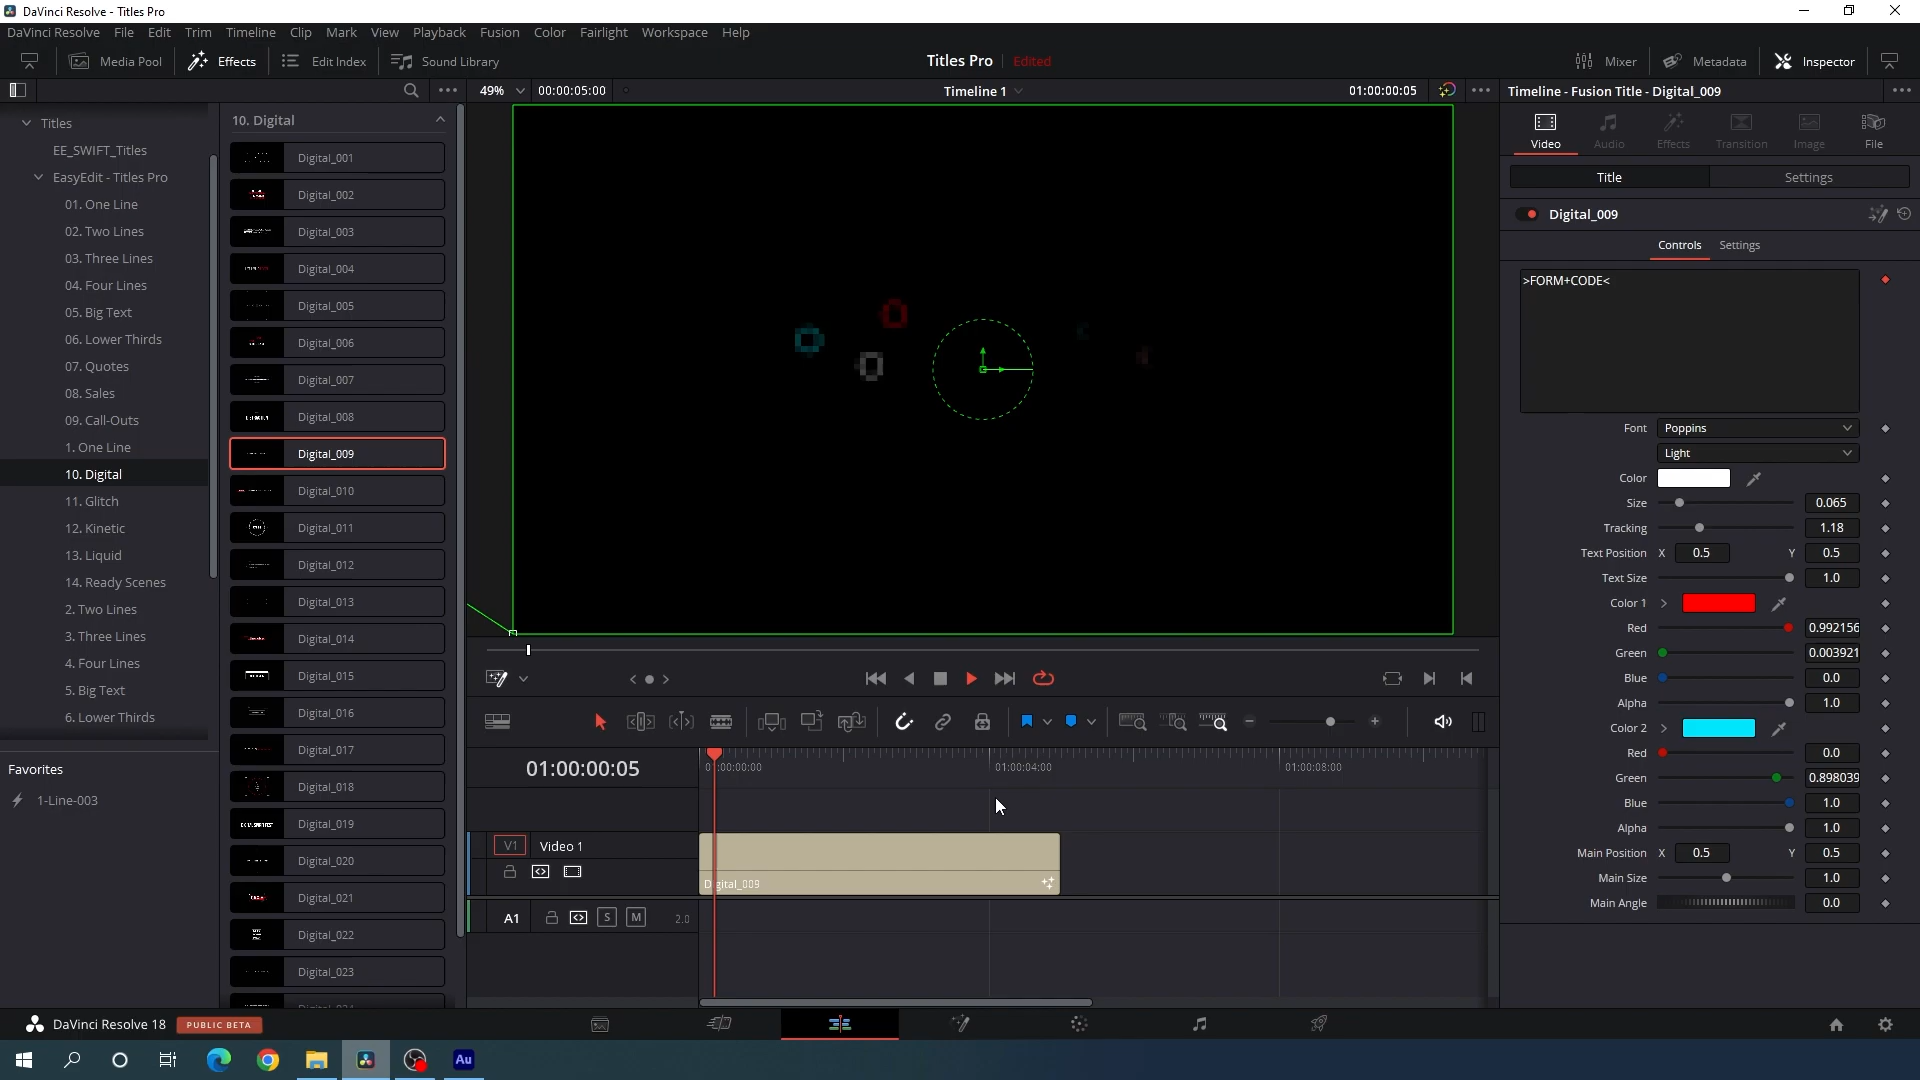 DaVinci Resolve - Titles Pro
DaVinci Resolve File Edit Trim Timeline Clip Mark View Playback Fusion Color Fairlight Workspace Help
Media Pool Effects Edit Index Sound Library Titles Pro Edited Mixer Metadata Inspector
49% 00:00:05:00 Timeline 1 01:00:00:05 Timeline - Fusion Title - Digital_009
Titles
EE_SWIFT_Titles
EasyEdit - Titles Pro
01. One Line
02. Two Lines
03. Three Lines
04. Four Lines
05. Big Text
06. Lower Thirds
07. Quotes
08. Sales
09. Call-Outs
1. One Line
10. Digital
11. Glitch
12. Kinetic
13. Liquid
14. Ready Scenes
2. Two Lines
3. Three Lines
4. Four Lines
5. Big Text
6. Lower Thirds
Favorites
1-Line-003
10. Digital
Digital_001
Digital_002
Digital_003
Digital_004
Digital_005
Digital_006
Digital_007
Digital_008
Digital_009
Digital_010
Digital_011
Digital_012
Digital_013
Digital_014
Digital_015
Digital_016
Digital_017
Digital_018
Digital_019
Digital_020
Digital_021
Digital_022
Digital_023
01:00:00:05
01:00:00:00 01:00:04:00 01:00:08:00
V1 Video 1
Digital_009
A1 S M 2.0
Video Audio Effects Transition Image File
Title Settings
Digital_009
Controls Settings
>FORM+CODE<
Font Poppins
Light
Color
Size 0.065
Tracking 1.18
Text Position X 0.5 Y 0.5
Text Size 1.0
Color 1
Red 0.992156
Green 0.003921
Blue 0.0
Alpha 1.0
Color 2
Red 0.0
Green 0.898039
Blue 1.0
Alpha 1.0
Main Position X 0.5 Y 0.5
Main Size 1.0
Main Angle 0.0
DaVinci Resolve 18 PUBLIC BETA
Au